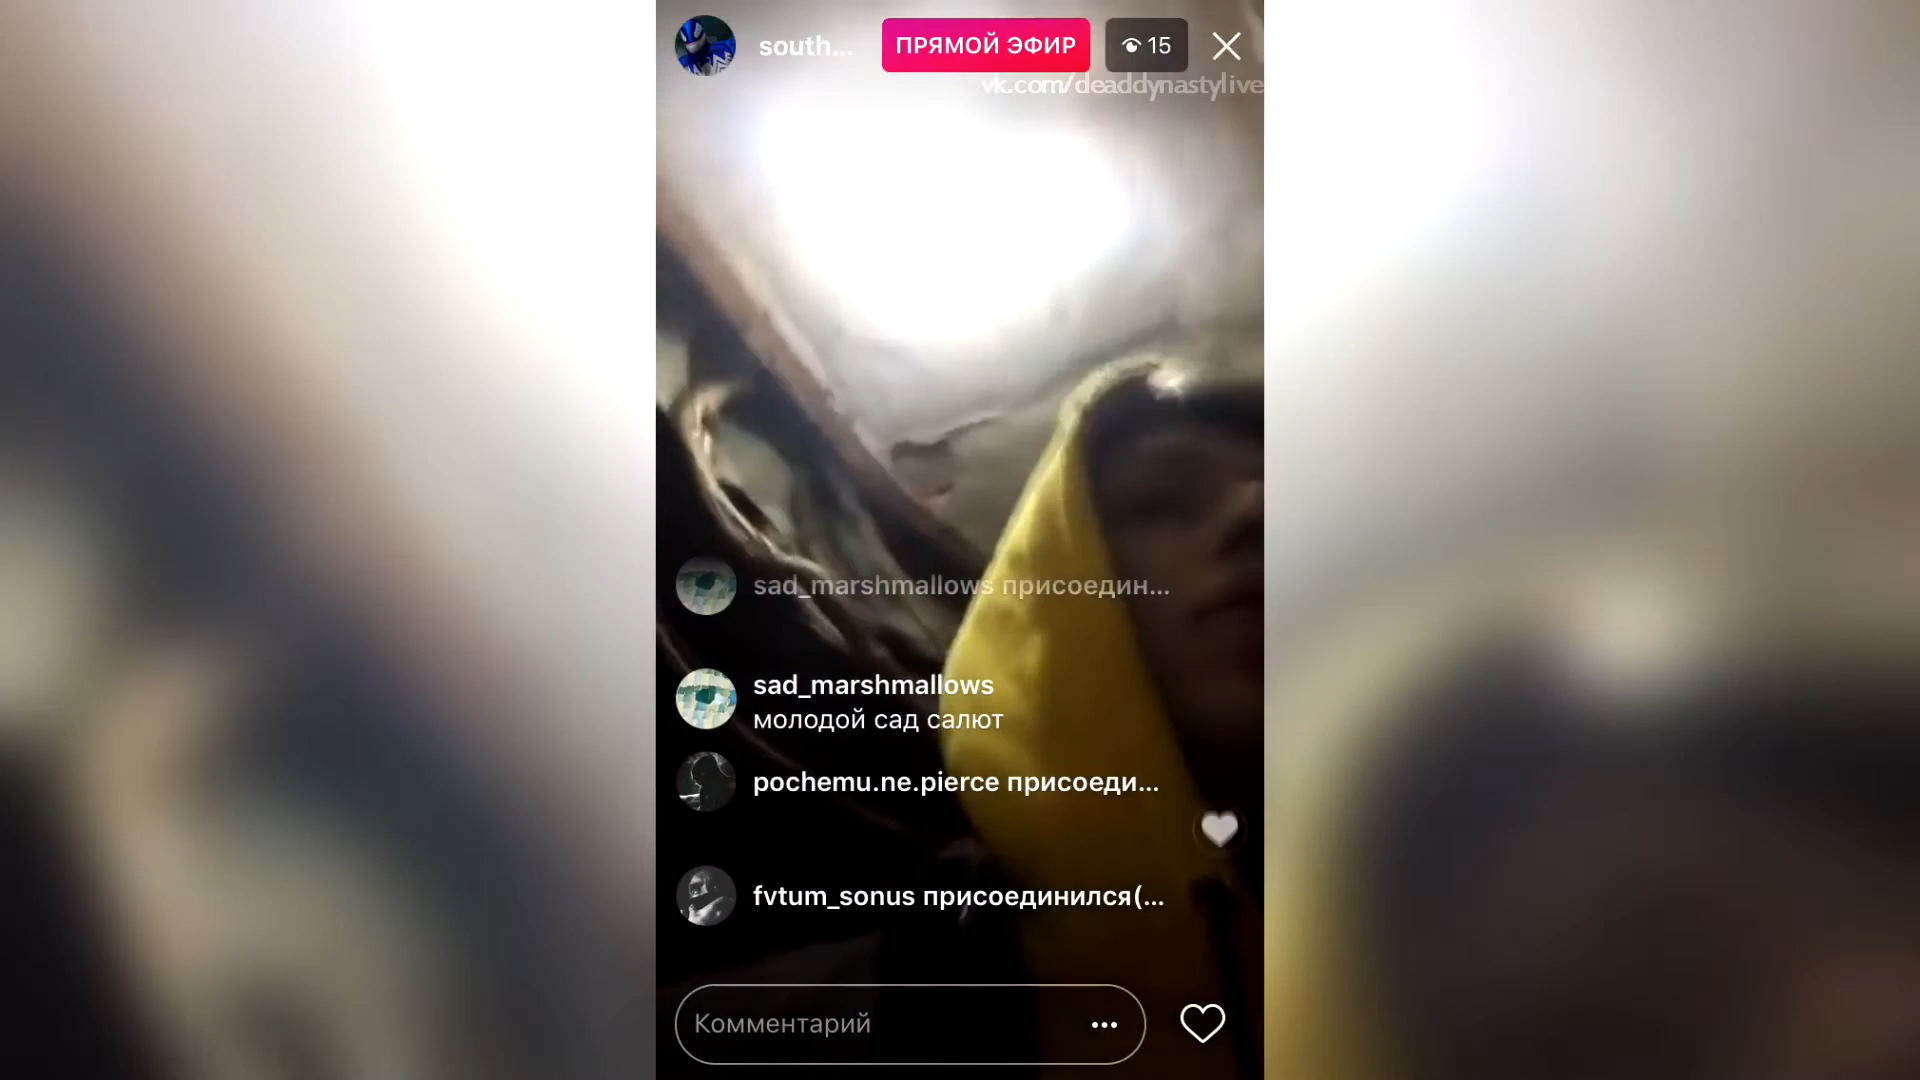 south...
ПРЯМОЙ ЭФИР
15
vk.com/deaddynastylive
sad_marshmallows присоедин...
sad_marshmallows
молодой сад салют
pochemu.ne.pierce присоеди...
fvtum_sonus присоединился(...
Комментарий